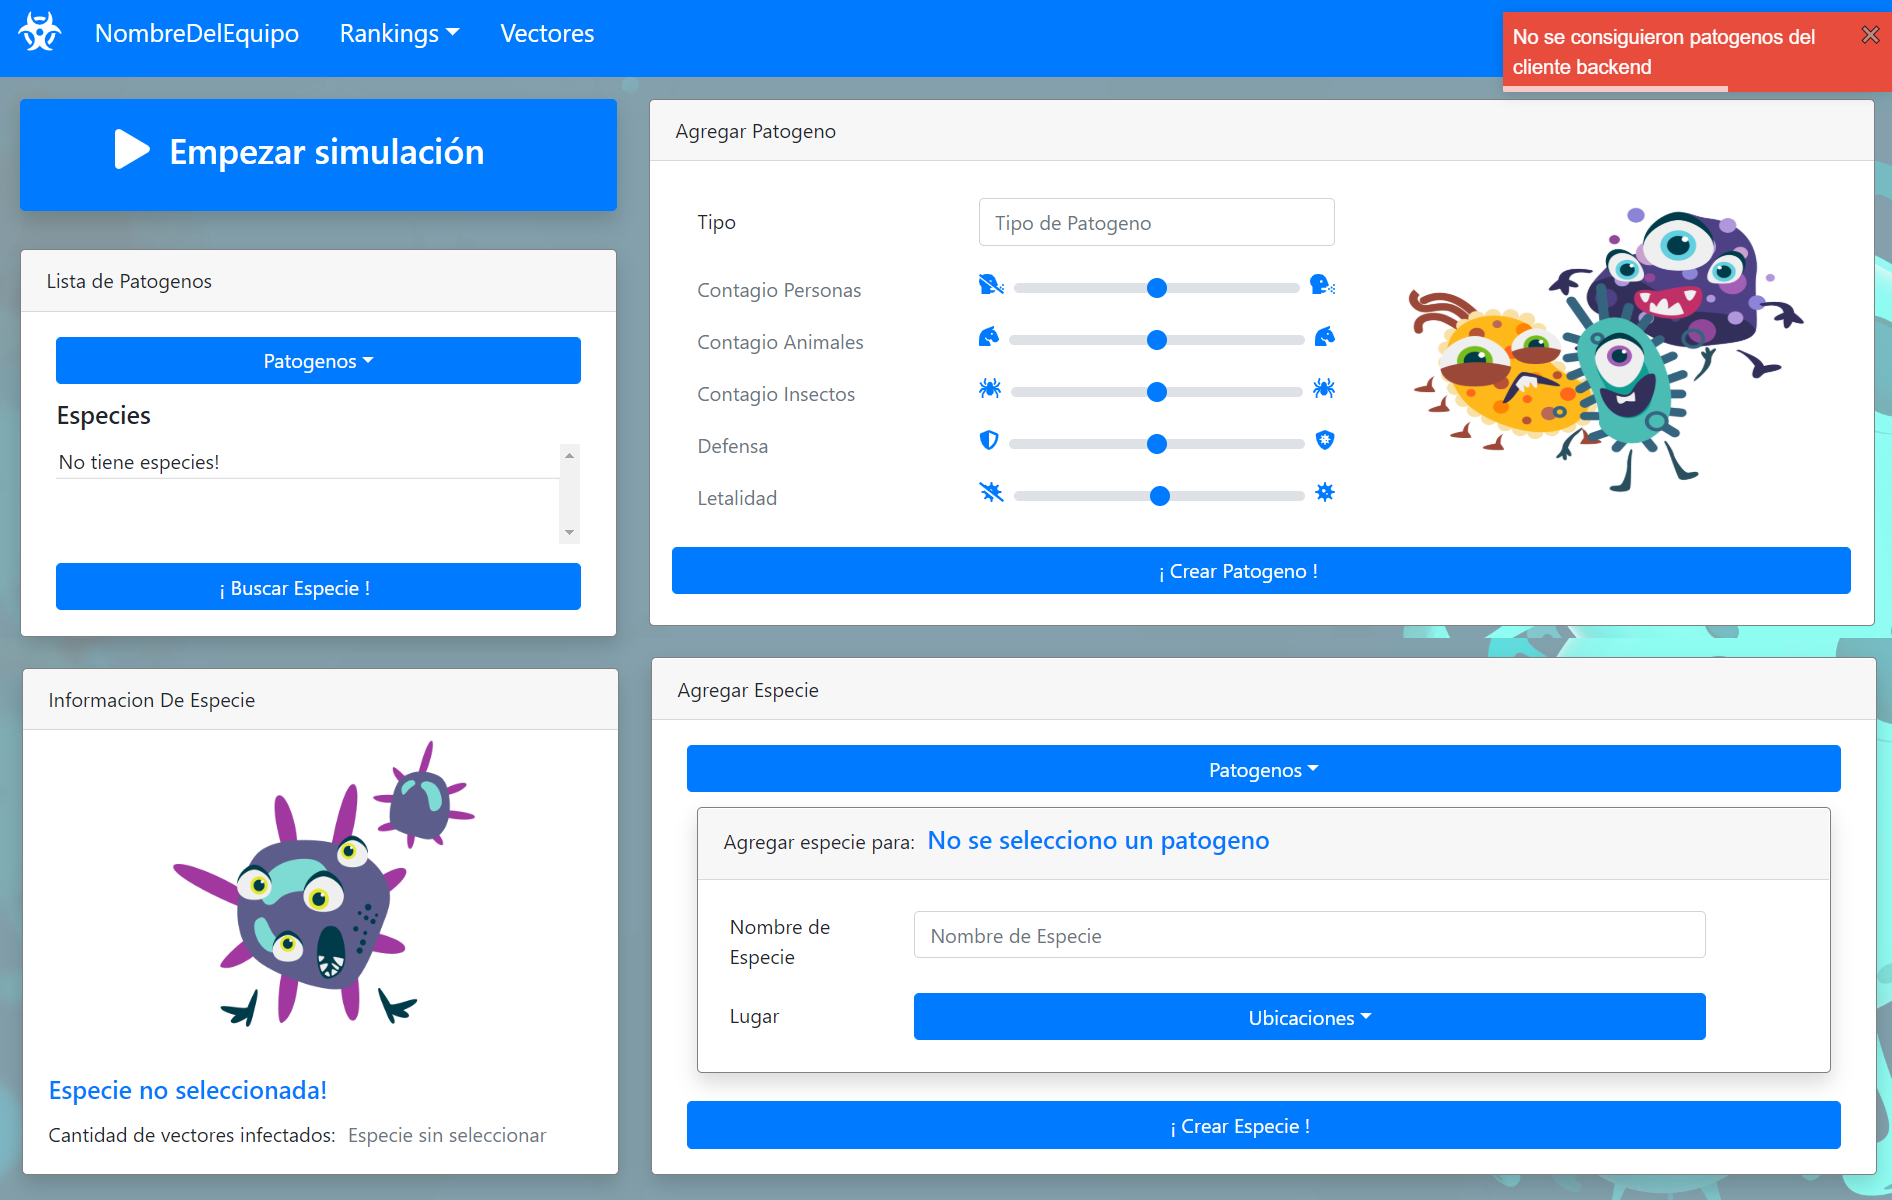 NombreDelEquipo
Rankings
Vectores
No se consiguieron patogenos del
cliente backend
Empezar simulación
Lista de Patogenos
Patogenos
Especies
No tiene especies!
¡ Buscar Especie !
Agregar Patogeno
Tipo
Tipo de Patogeno
Contagio Personas
Contagio Animales
Contagio Insectos
Defensa
Letalidad
¡ Crear Patogeno !
Informacion De Especie
Especie no seleccionada!
Cantidad de vectores infectados: Especie sin seleccionar
Agregar Especie
Patogenos
Agregar especie para: No se selecciono un patogeno
Nombre de
Especie
Nombre de Especie
Lugar
Ubicaciones
¡ Crear Especie !